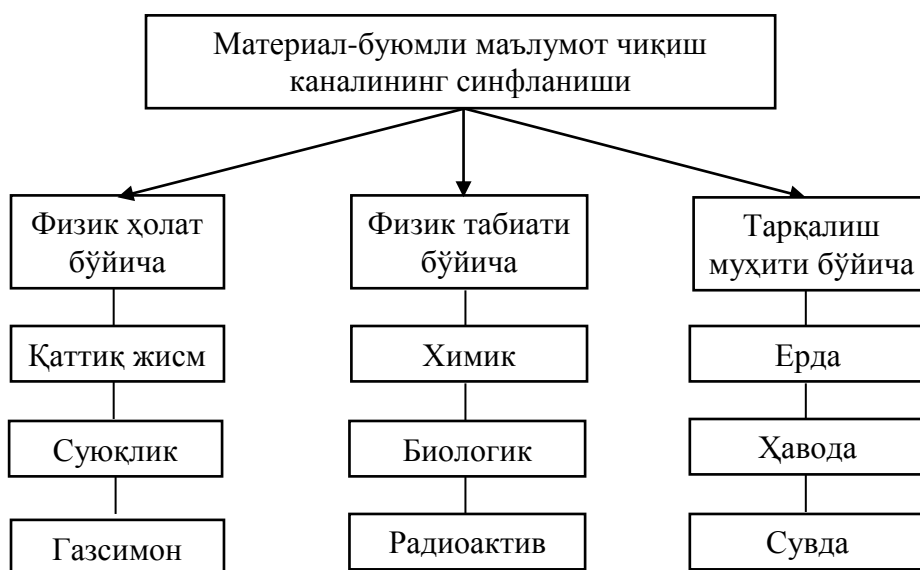 Материал-буюмли маълумот чиқиш
каналининг синфланиши
Физик ҳолат
бўйича
Физик табиати
бўйича
Тарқалиш
муҳити бўйича
Қаттиқ жисм
Химик
Ерда
Суюқлик
Биологик
Ҳавода
Газсимон
Радиоактив
Сувда